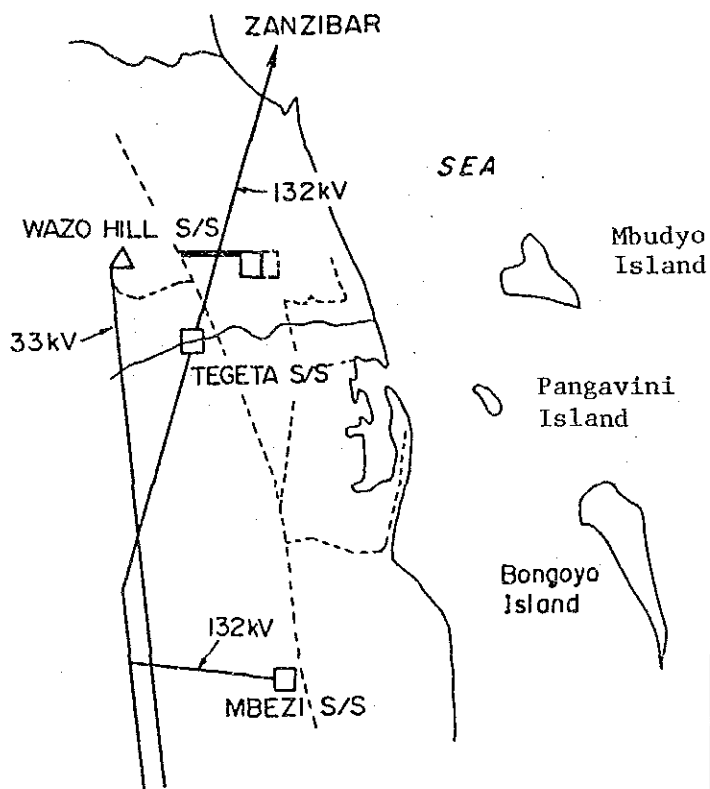 ZANZIBAR
SEA
132kV
WAZO HILL S/S
Mbudyo
Island
33kV
TEGETA S/S
Pangavini
Island
Bongoyo
Island
132kV
MBEZI S/S